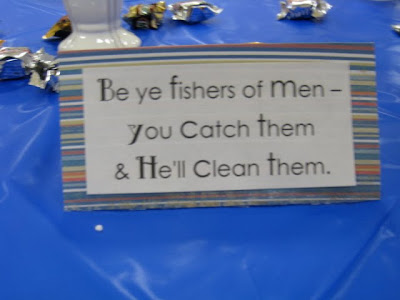 Be ye fishers of men –
you Catch them
& He'll Clean them.